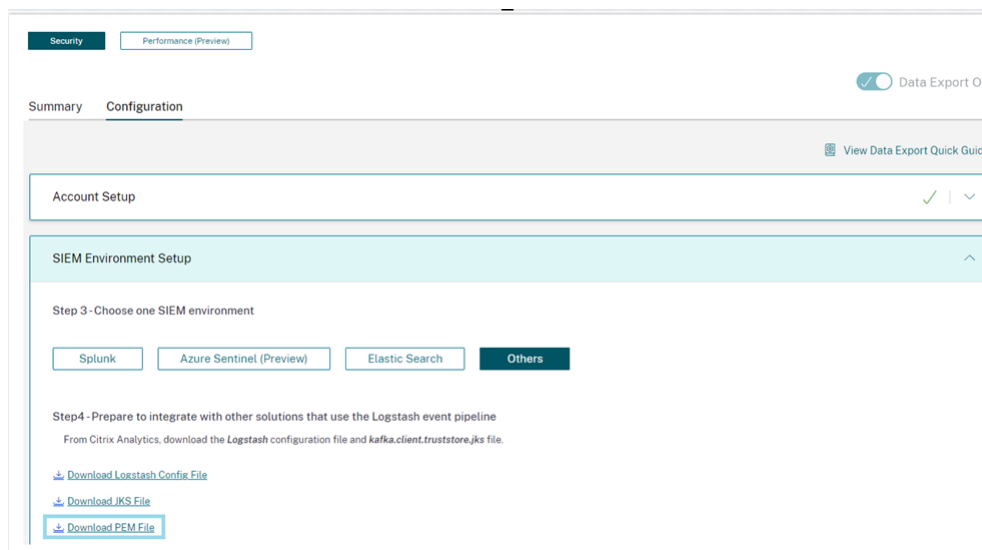 Security
Performance (Preview)
Data Export O
Summary
Configuration
View Data Export Quick Guid
Account Setup
SIEM Environment Setup
Step 3 - Choose one SIEM environment
Splunk
Azure Sentinel (Preview)
Elastic Search
Others
Step4 - Prepare to integrate with other solutions that use the Logstash event pipeline
From Citrix Analytics, download the Logstash configuration file and kafka.client.truststore.jks file.
Download Logstash Config File
Download JKS File
Download PEM File